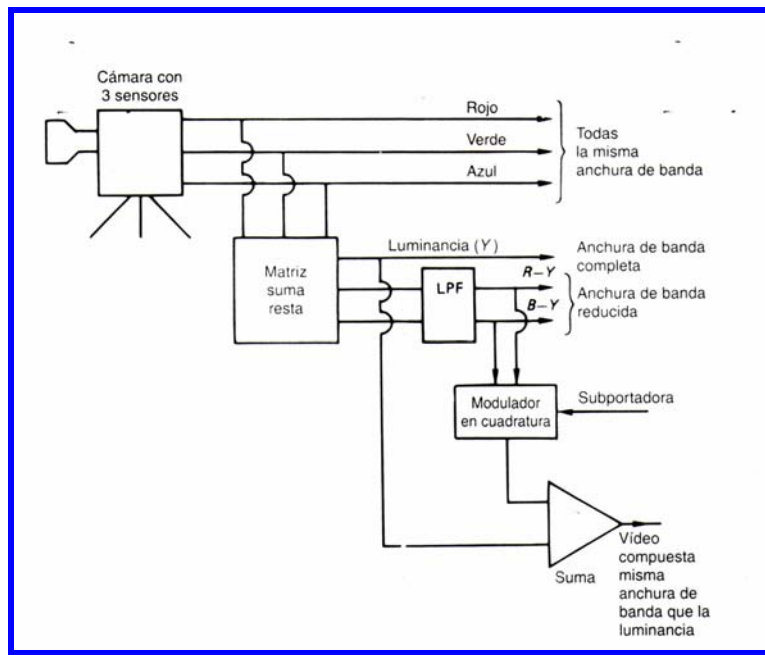 Cámara con
3 sensores
Rojo
Verde
Azul
Todas
la misma
anchura de banda
Matriz
suma
resta
Luminancia (Y)
Anchura de banda
completa
LPF
R–Y
B–Y
Anchura de banda
reducida
Modulador
en cuadratura
Subportadora
Suma
Vídeo
compuesta
misma
anchura de
banda que la
luminancia